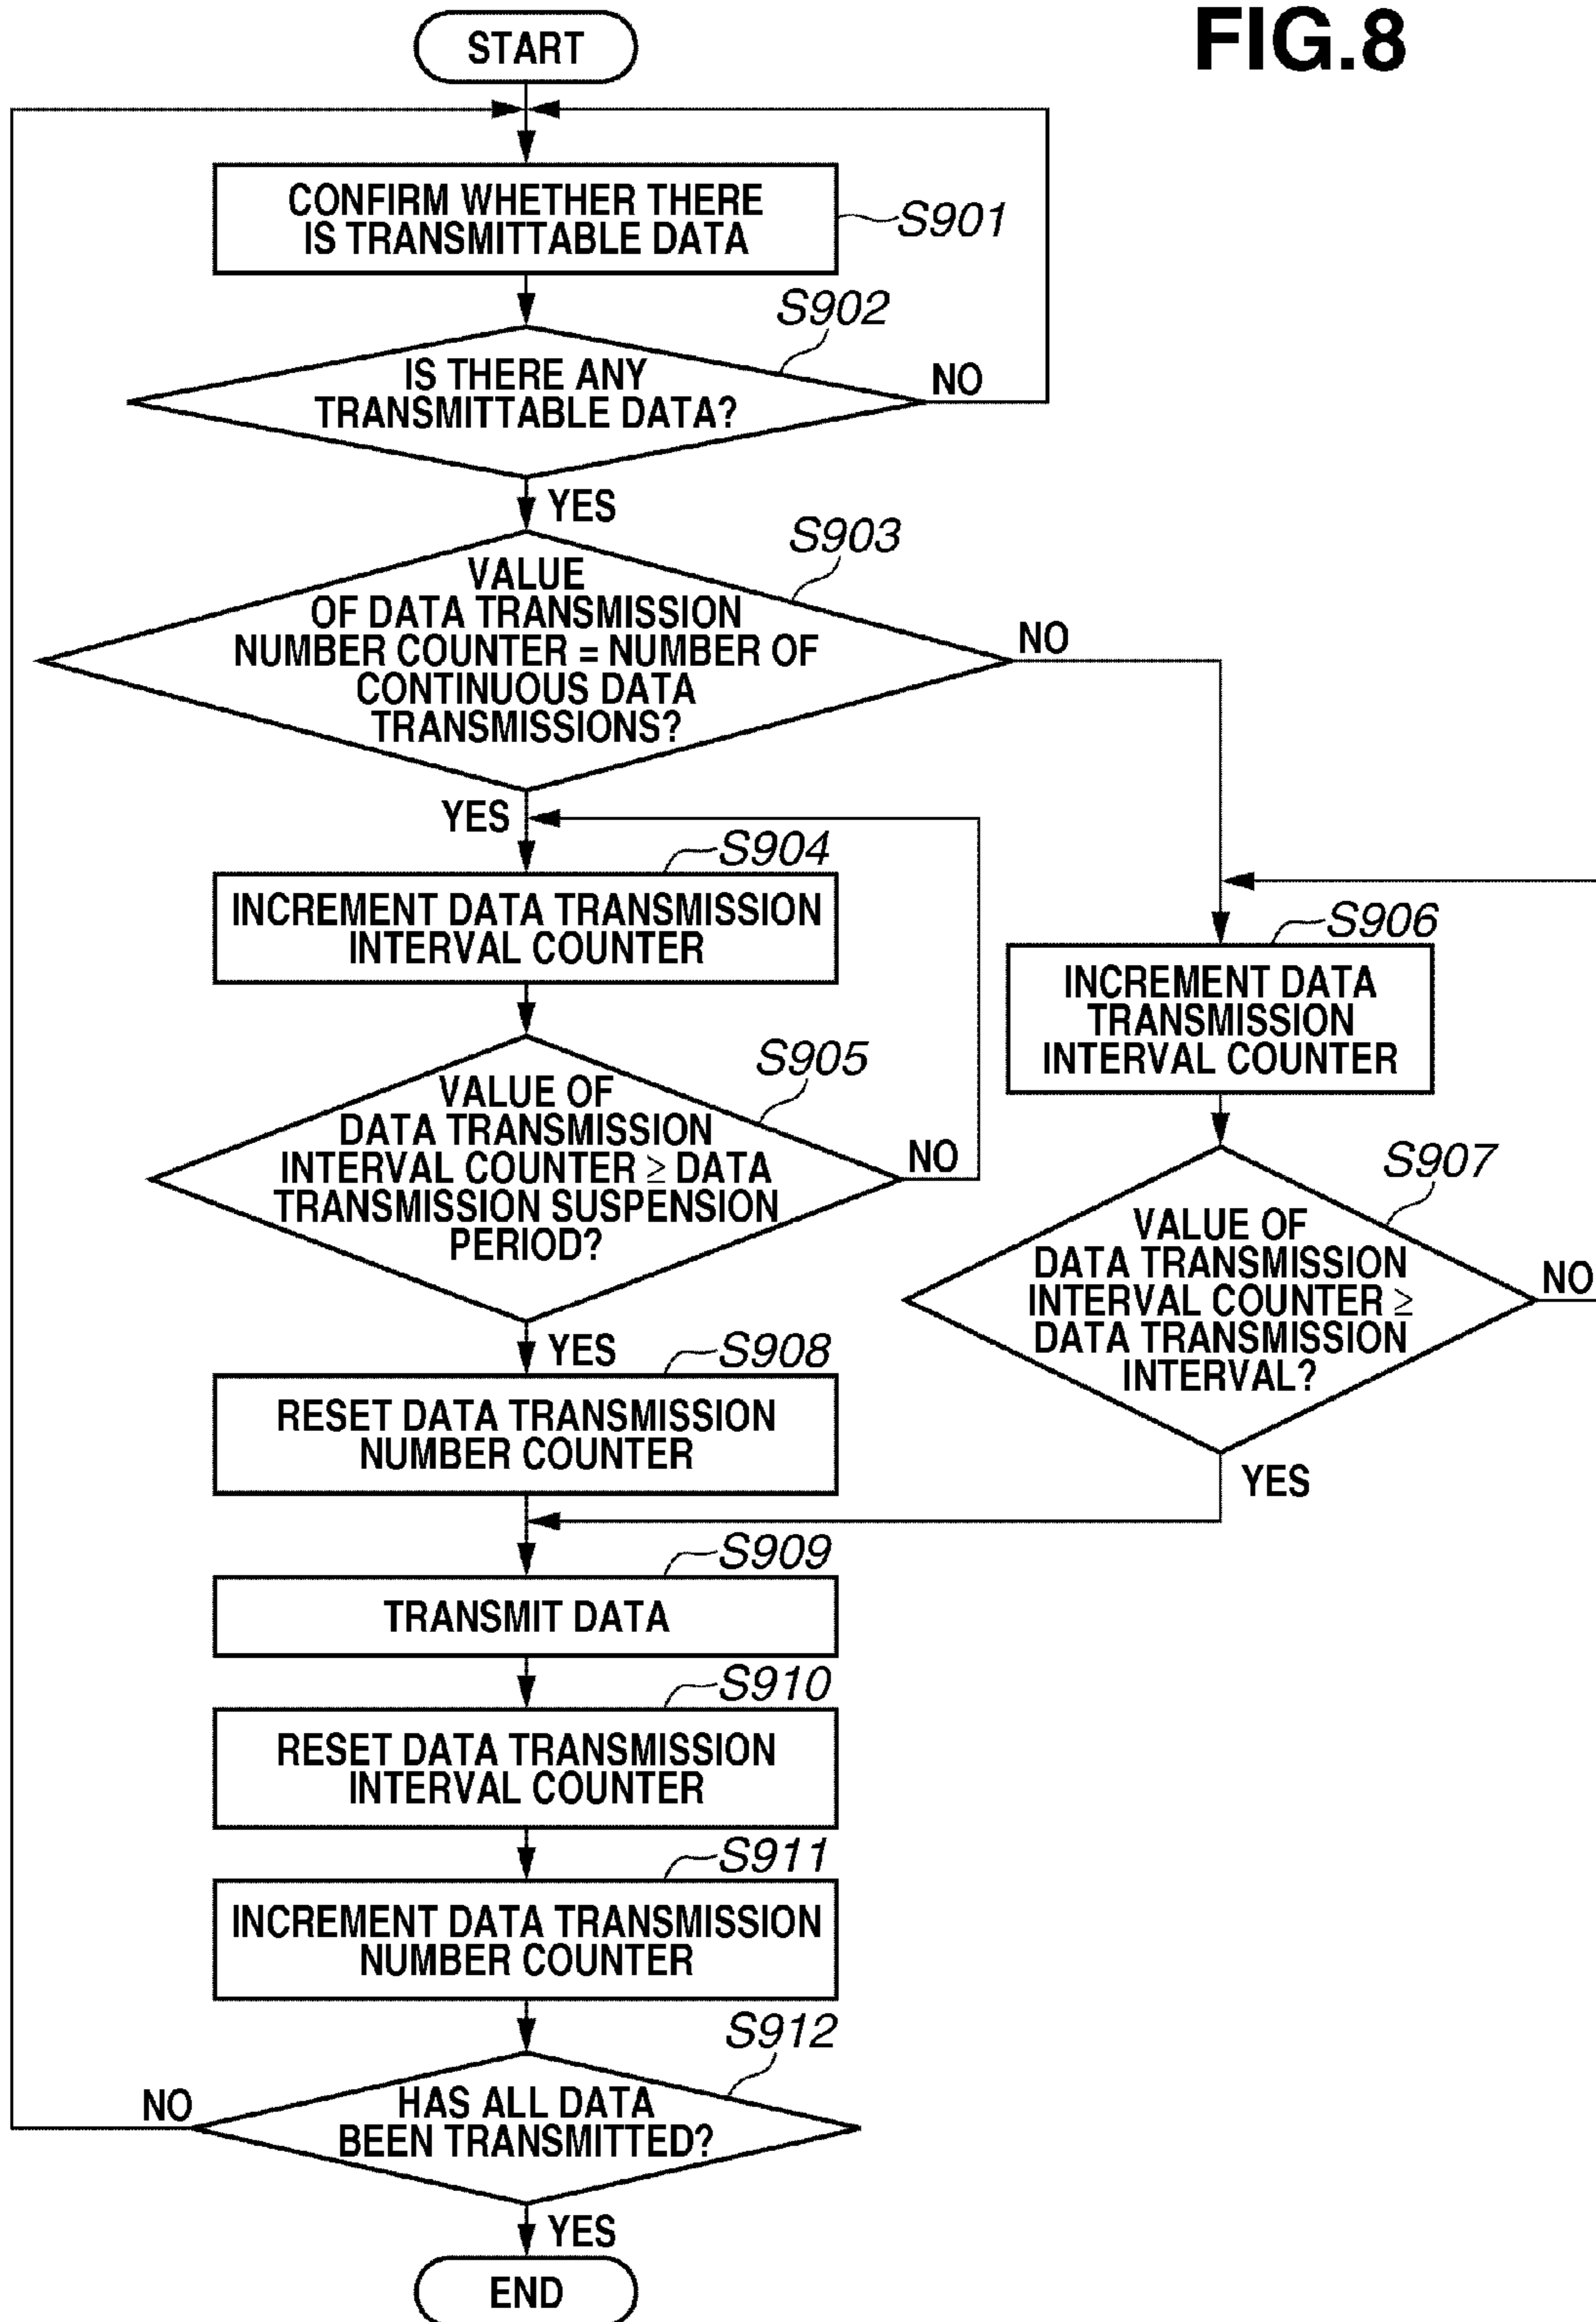 FIG.8
START
CONFIRM WHETHER THERE
IS TRANSMITTABLE DATA
S901
S902
IS THERE ANY
TRANSMITTABLE DATA?
NO
YES
S903
VALUE
OF DATA TRANSMISSION
NUMBER COUNTER = NUMBER OF
CONTINUOUS DATA
TRANSMISSIONS?
NO
YES
S904
INCREMENT DATA TRANSMISSION
INTERVAL COUNTER
S905
VALUE OF
DATA TRANSMISSION
INTERVAL COUNTER ≥ DATA
TRANSMISSION SUSPENSION
PERIOD?
NO
YES
S906
INCREMENT DATA
TRANSMISSION
INTERVAL COUNTER
S907
VALUE OF
DATA TRANSMISSION
INTERVAL COUNTER ≥
DATA TRANSMISSION
INTERVAL?
NO
YES
S908
RESET DATA TRANSMISSION
NUMBER COUNTER
S909
TRANSMIT DATA
S910
RESET DATA TRANSMISSION
INTERVAL COUNTER
S911
INCREMENT DATA TRANSMISSION
NUMBER COUNTER
S912
HAS ALL DATA
BEEN TRANSMITTED?
NO
YES
END